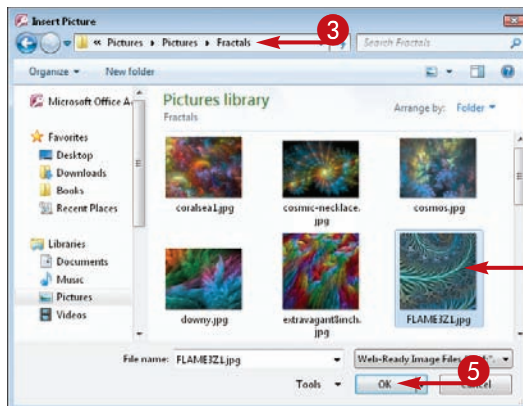 Insert Picture
3
« Pictures Pictures Fractals
Search Fractals
Organize New folder
Microsoft Office A
Pictures library
Fractals
Arrange by: Folder
Favorites
Desktop
Downloads
Books
Recent Places
coralsea1.jpg
cosmic-necklace.
jpg
cosmos.jpg
Libraries
Documents
Music
Pictures
Videos
downy.jpg
extravagant8inch.
jpg
FLAME3Z1.jpg
File name: FLAME3Z1.jpg
Web-Ready Image Files
5
Tools OK